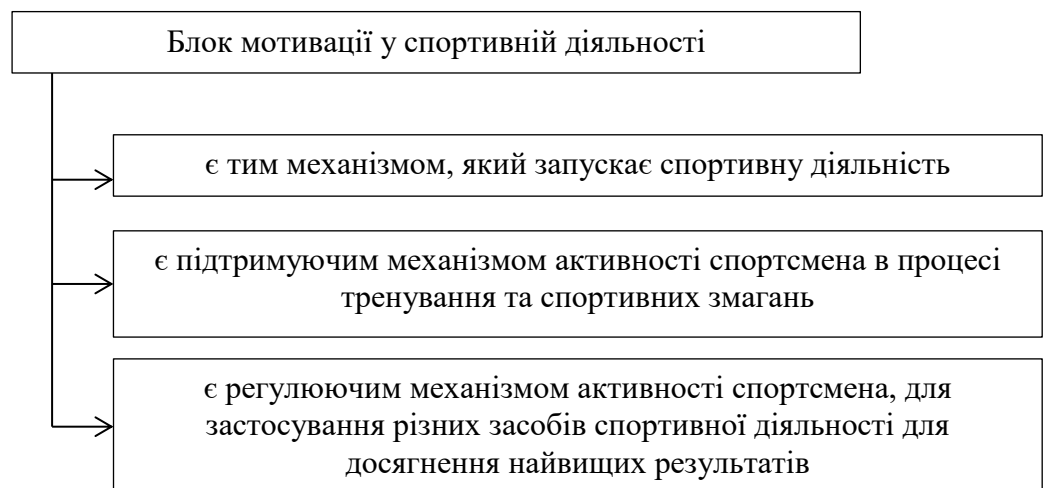 Блок мотивації у спортивній діяльності
є тим механізмом, який запускає спортивну діяльність
є підтримуючим механізмом активності спортсмена в процесі
тренування та спортивних змагань
є регулюючим механізмом активності спортсмена, для
застосування різних засобів спортивної діяльності для
досягнення найвищих результатів